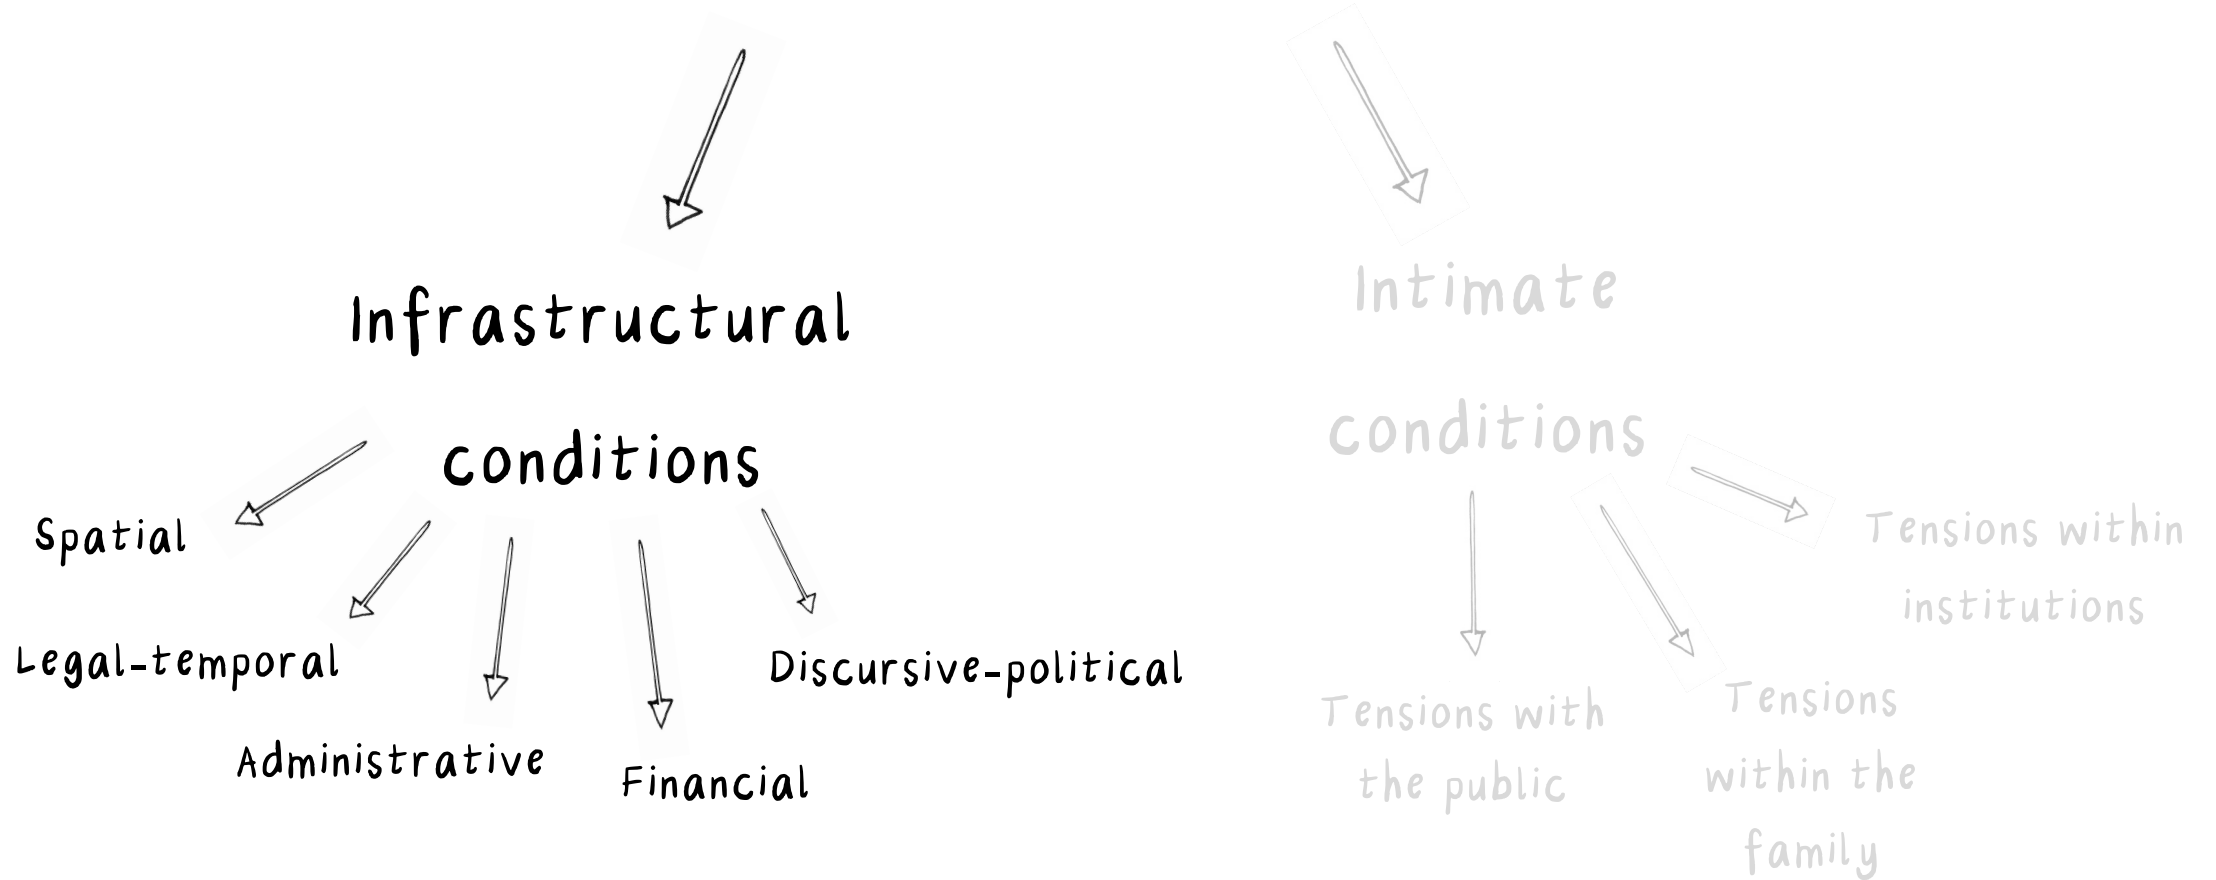 Infrastructural
conditions
Spatial
Legal-temporal
Administrative
Financial
Discursive-political
Intimate
conditions
Tensions with
the public
Tensions
within the
family
Tensions within
institutions